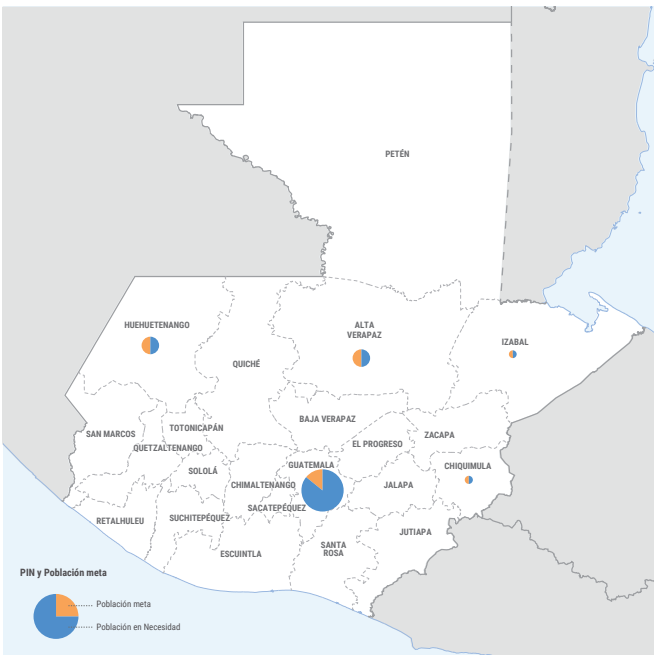 PETÉN
HUEHUETENANGO
ALTA
VERAPAZ
IZABAL
QUICHÉ
BAJA VERAPAZ
TOTONICAPÁN
SAN MARCOS
ZACAPA
EL PROGRESO
QUETZALTENANGO
GUATEMALA
CHIQUIMULA
SOLOLÁ
CHIMALTENANGO
JALAPA
SACATEPÉQUEZ
RETALHULEU
SUCHITEPÉQUEZ
JUTIAPA
SANTA
ROSA
ESCUINTLA
PIN y Población meta
Población meta
Población en Necesidad